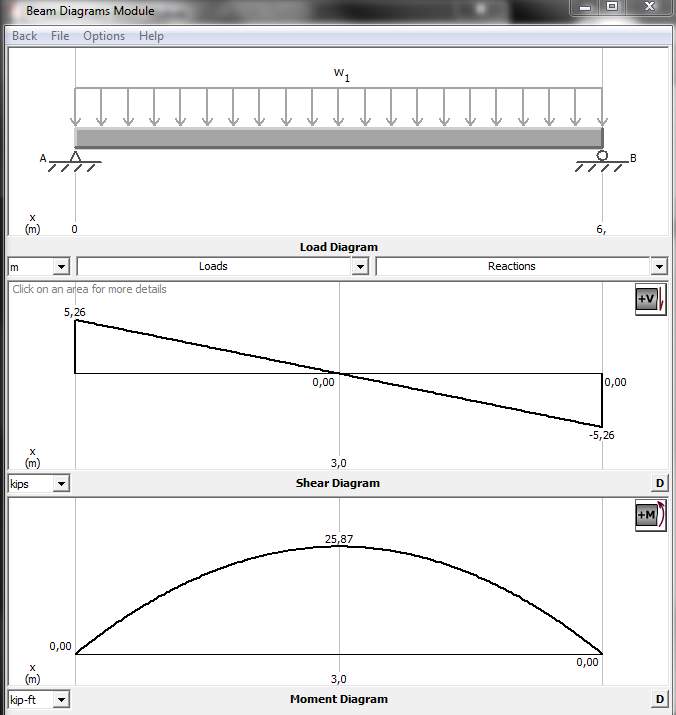 Beam Diagrams Module
Back File Options Help
W1
A
B
x
(m) 0 6,
Load Diagram
m Loads Reactions
Click on an area for more details
+V
5,26
0,00 0,00
-5,26
x
(m) 3,0
kips Shear Diagram D
+M
25,87
0,00
0,00
x
(m) 3,0
kip-ft Moment Diagram D